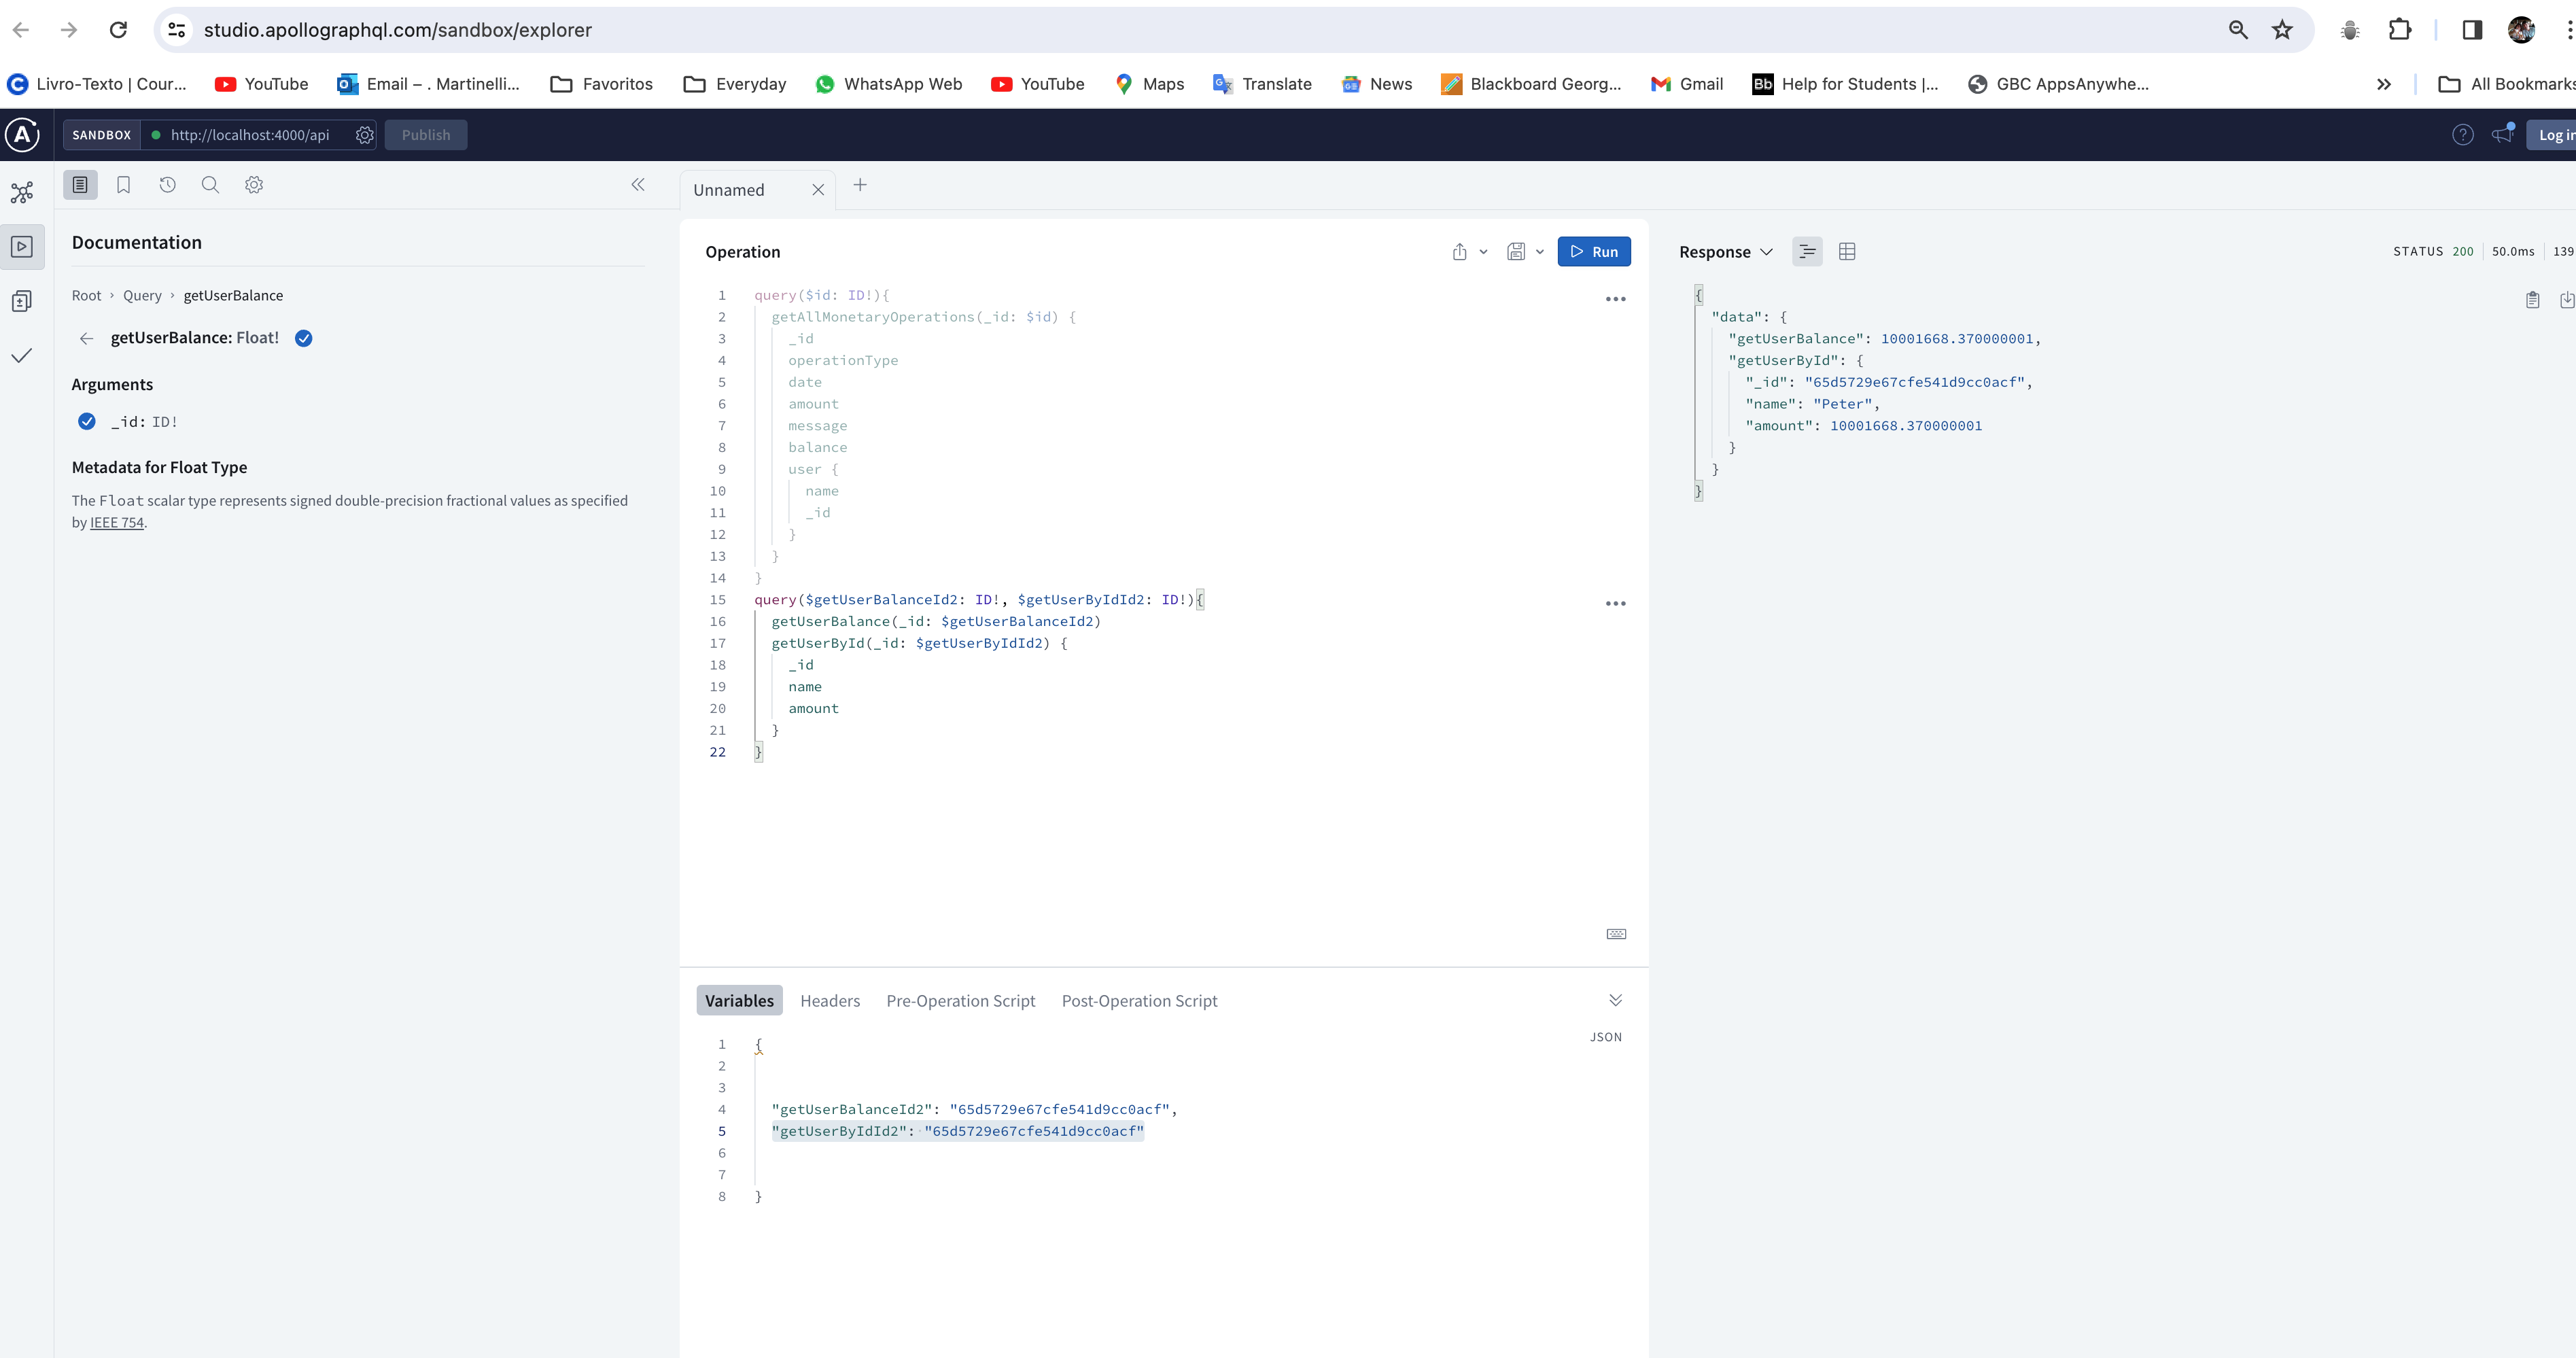 studio.apollographql.com/sandbox/explorer
Livro-Texto | Cour... YouTube Email – . Martinelli... Favoritos Everyday WhatsApp Web YouTube Maps Translate News Blackboard Georg... Gmail Bb Help for Students |... GBC AppsAnywhe... » All Bookmarks
SANDBOX http://localhost:4000/api Publish Log in
Unnamed
Documentation
Root › Query › getUserBalance
getUserBalance: Float!
Arguments
_id: ID!
Metadata for Float Type
The Float scalar type represents signed double-precision fractional values as specified
by IEEE 754.
Operation Run
1 query($id: ID!){
2 getAllMonetaryOperations(_id: $id) {
3 _id
4 operationType
5 date
6 amount
7 message
8 balance
9 user {
10 name
11 _id
12 }
13 }
14 }
15 query($getUserBalanceId2: ID!, $getUserByIdId2: ID!){
16 getUserBalance(_id: $getUserBalanceId2)
17 getUserById(_id: $getUserByIdId2) {
18 _id
19 name
20 amount
21 }
22 }
Variables Headers Pre-Operation Script Post-Operation Script
JSON
1 {
2
3
4 "getUserBalanceId2": "65d5729e67cfe541d9cc0acf",
5 "getUserByIdId2": "65d5729e67cfe541d9cc0acf"
6
7
8 }
Response STATUS 200 50.0ms 139
{
"data": {
"getUserBalance": 10001668.370000001,
"getUserById": {
"_id": "65d5729e67cfe541d9cc0acf",
"name": "Peter",
"amount": 10001668.370000001
}
}
}